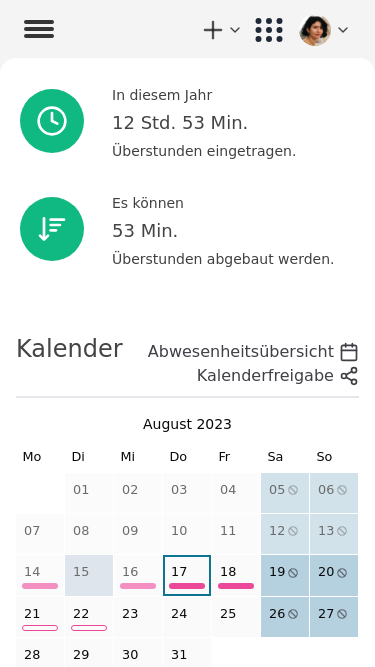 In diesem Jahr
12 Std. 53 Min.
Überstunden eingetragen.
Es können
53 Min.
Überstunden abgebaut werden.
Kalender
Abwesenheitsübersicht
Kalenderfreigabe
August 2023
Mo Di Mi Do Fr Sa So
01 02 03 04 05 06
07 08 09 10 11 12 13
14 15 16 17 18 19 20
21 22 23 24 25 26 27
28 29 30 31